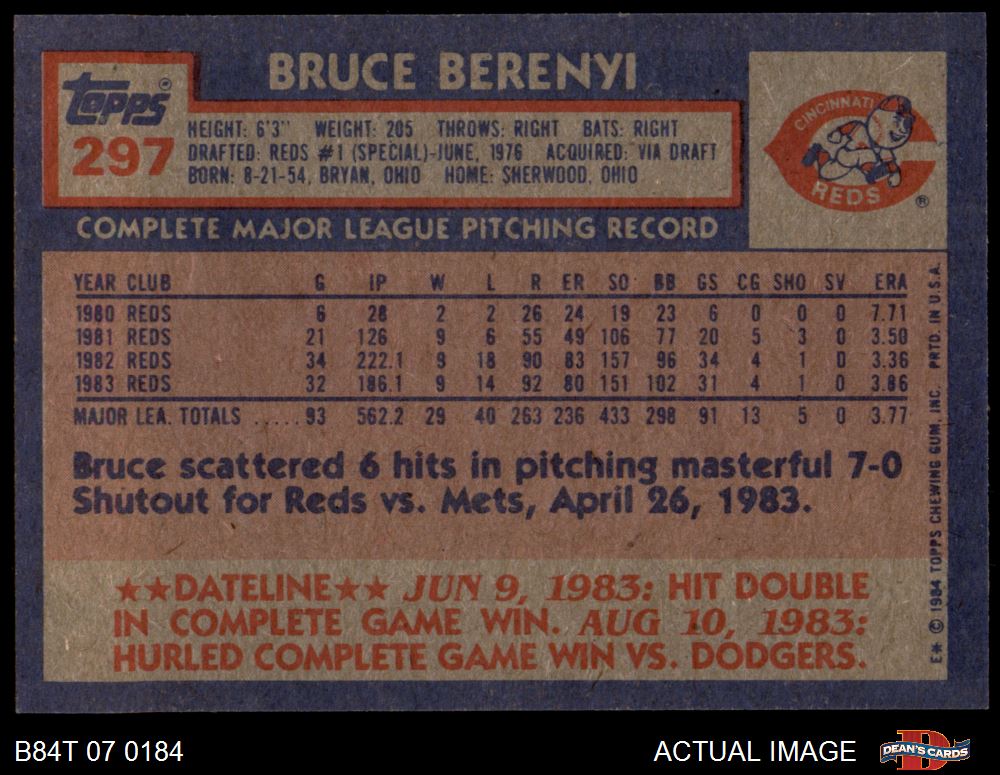 BRUCE BERENYI
Topps®
297
HEIGHT: 6'3" WEIGHT: 205 THROWS: RIGHT BATS: RIGHT
DRAFTED: REDS #1 (SPECIAL)-JUNE, 1976 ACQUIRED: VIA DRAFT
BORN: 8-21-54, BRYAN, OHIO HOME: SHERWOOD, OHIO
CINCINNATI
REDS
®
COMPLETE MAJOR LEAGUE PITCHING RECORD
YEAR CLUB G IP W L R ER SO BB GS CG SHO SV ERA
1980 REDS 6 28 2 2 26 24 19 23 6 0 0 0 7.71
1981 REDS 21 126 9 6 55 49 106 77 20 5 3 0 3.50
1982 REDS 34 222.1 9 18 90 83 157 96 34 4 1 0 3.36
1983 REDS 32 186.1 9 14 92 80 151 102 31 4 1 0 3.86
MAJOR LEA. TOTALS ..... 93 562.2 29 40 263 236 433 298 91 13 5 0 3.77
Bruce scattered 6 hits in pitching masterful 7-0
Shutout for Reds vs. Mets, April 26, 1983.
★★DATELINE★★ JUN 9, 1983: HIT DOUBLE
IN COMPLETE GAME WIN. AUG 10, 1983:
HURLED COMPLETE GAME WIN VS. DODGERS.
E* © 1984 TOPPS CHEWING GUM, INC. PRTD. IN U.S.A.
B84T 07 0184
ACTUAL IMAGE
DEAN'S CARDS